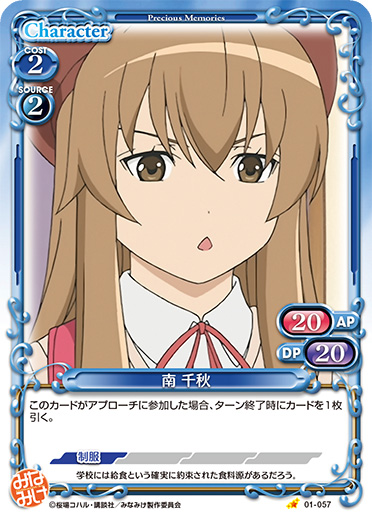 Precious Memories
Character
COST
2
SOURCE
2
20 AP
DP 20
南 千秋
このカードがアプローチに参加した場合、ターン終了時にカードを1枚
引く。
制服
学校には給食という確実に約束された食料源があるだろう。
みなみけ
©桜場コハル・講談社／みなみけ製作委員会
01-057